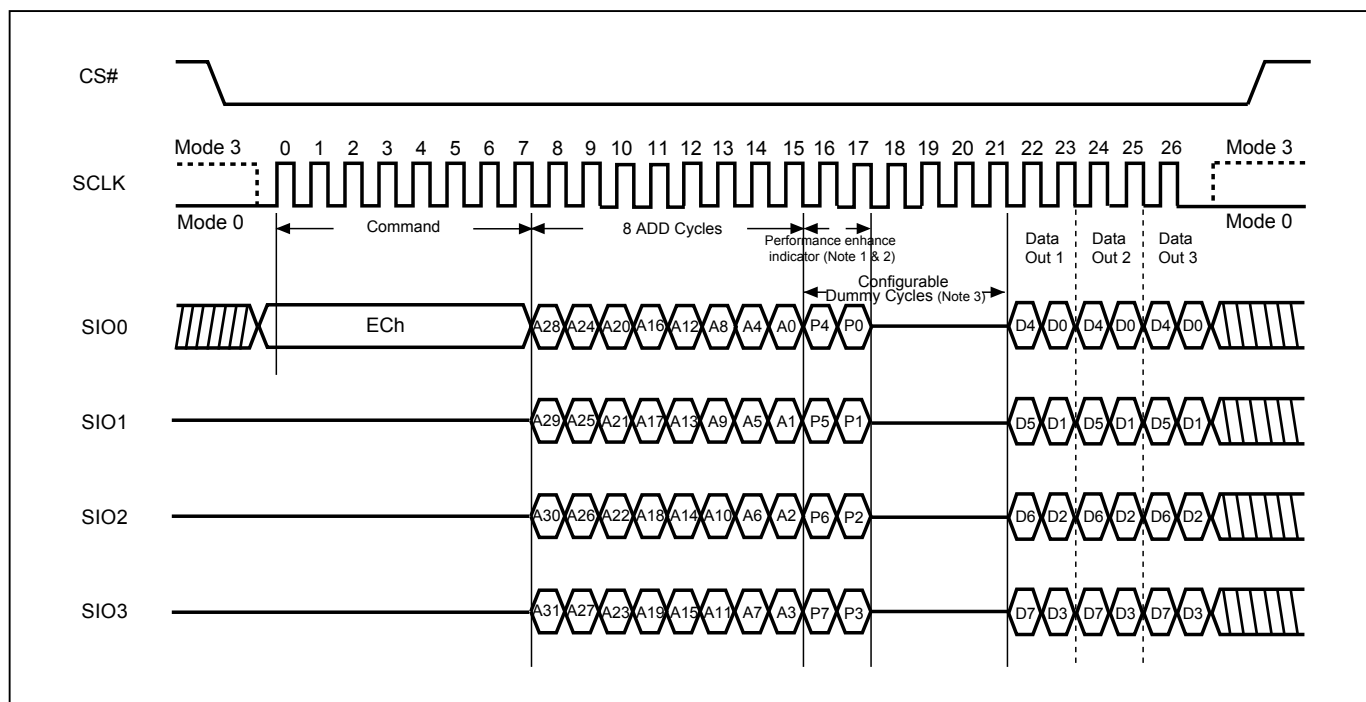 CS#
Mode 3 0 1 2 3 4 5 6 7 8 9 10 11 12 13 14 15 16 17 18 19 20 21 22 23 24 25 26 Mode 3
SCLK
Mode 0 Mode 0
Command 8 ADD Cycles
Performance enhance
indicator (Note 1 & 2)
Data Out 1
Data Out 2
Data Out 3
Configurable
Dummy Cycles (Note 3)
SIO0 ECh A28 A24 A20 A16 A12 A8 A4 A0 P4 P0 D4 D0 D4 D0 D4 D0
SIO1 A29 A25 A21 A17 A13 A9 A5 A1 P5 P1 D5 D1 D5 D1 D5 D1
SIO2 A30 A26 A22 A18 A14 A10 A6 A2 P6 P2 D6 D2 D6 D2 D6 D2
SIO3 A31 A27 A23 A19 A15 A11 A7 A3 P7 P3 D7 D3 D7 D3 D7 D3